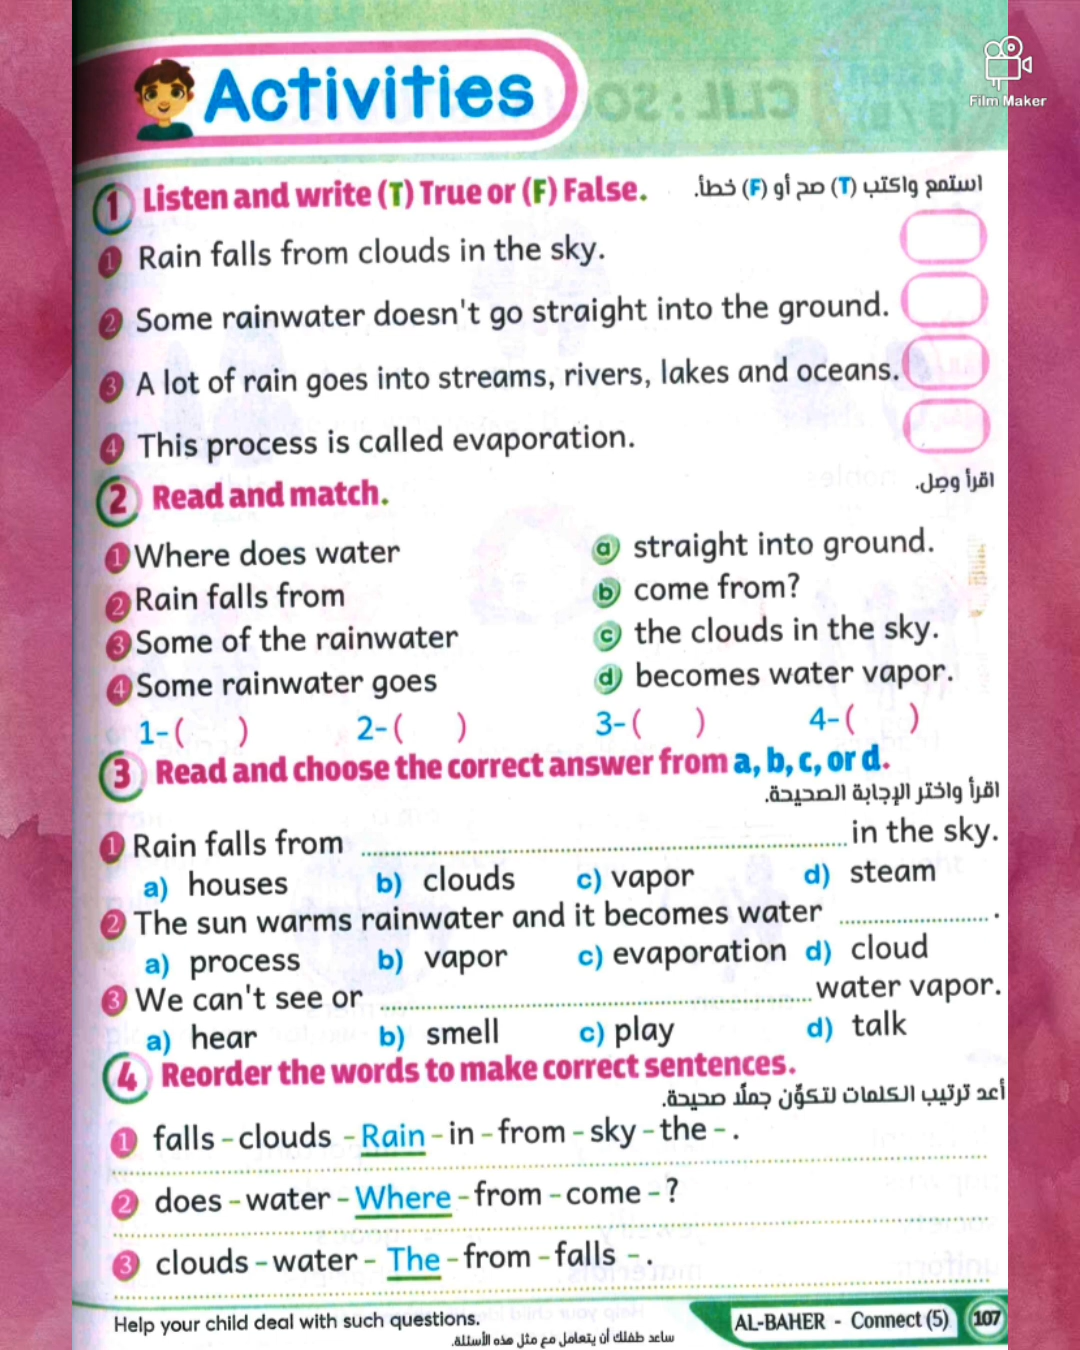 Activities
Film Maker
1 Listen and write (T) True or (F) False. استمع واكتب (T) صح أو (F) خطأ.
1 Rain falls from clouds in the sky.
2 Some rainwater doesn't go straight into the ground.
3 A lot of rain goes into streams, rivers, lakes and oceans.
4 This process is called evaporation.
2 Read and match. اقرأ وصل.
1 Where does water a straight into ground.
2 Rain falls from b come from?
3 Some of the rainwater c the clouds in the sky.
4 Some rainwater goes d becomes water vapor.
1-( ) 2-( ) 3-( ) 4-( )
3 Read and choose the correct answer from a, b, c, or d.
اقرأ واختر الإجابة الصحيحة.
1 Rain falls from ........ in the sky.
a) houses b) clouds c) vapor d) steam
2 The sun warms rainwater and it becomes water ........ .
a) process b) vapor c) evaporation d) cloud
3 We can't see or ........ water vapor.
a) hear b) smell c) play d) talk
4 Reorder the words to make correct sentences.
أعد ترتيب الكلمات لتكوِّن جملًا صحيحة.
1 falls - clouds - Rain - in - from - sky - the - .
2 does - water - Where - from - come - ?
3 clouds - water - The - from - falls - .
Help your child deal with such questions.
ساعد طفلك أن يتعامل مع مثل هذه الأسئلة.
AL-BAHER - Connect (5) 107